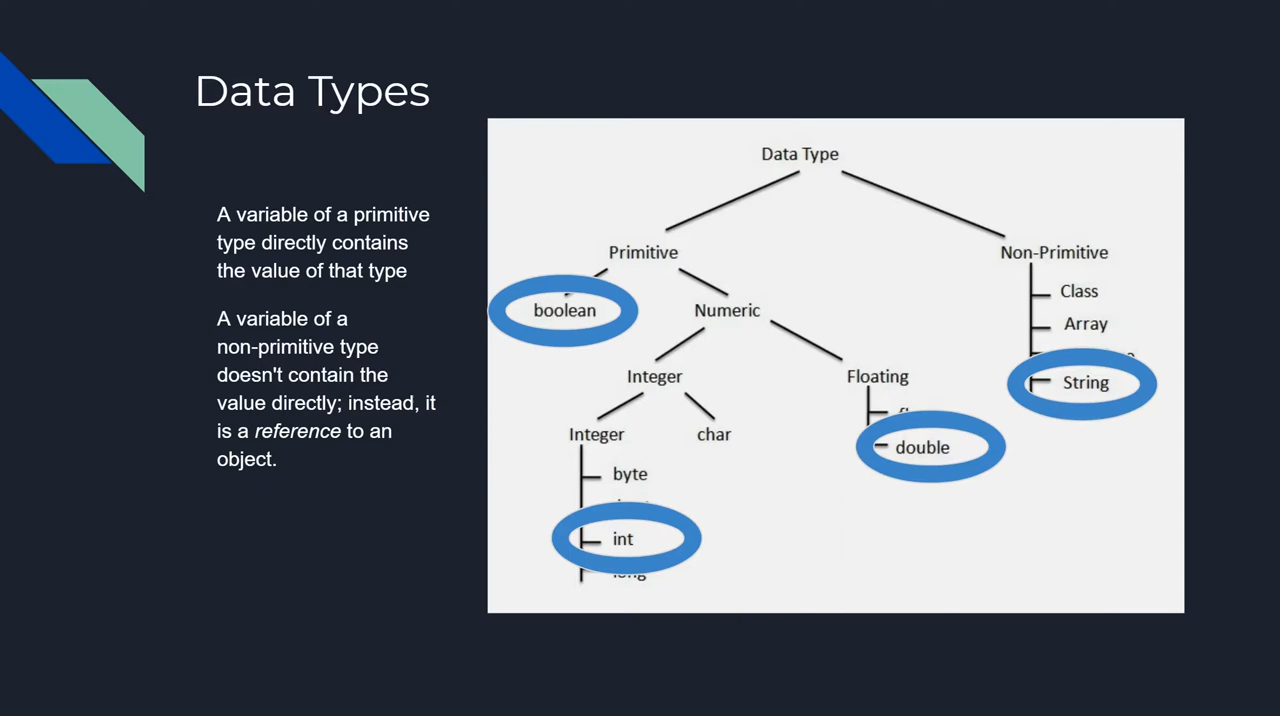 Data Types
A variable of a primitive
type directly contains
the value of that type
A variable of a
non-primitive type
doesn't contain the
value directly; instead, it
is a reference to an
object.
Data Type
Primitive
Non-Primitive
boolean
Numeric
Class
Array
String
Integer
Floating
double
Integer
char
byte
int
long